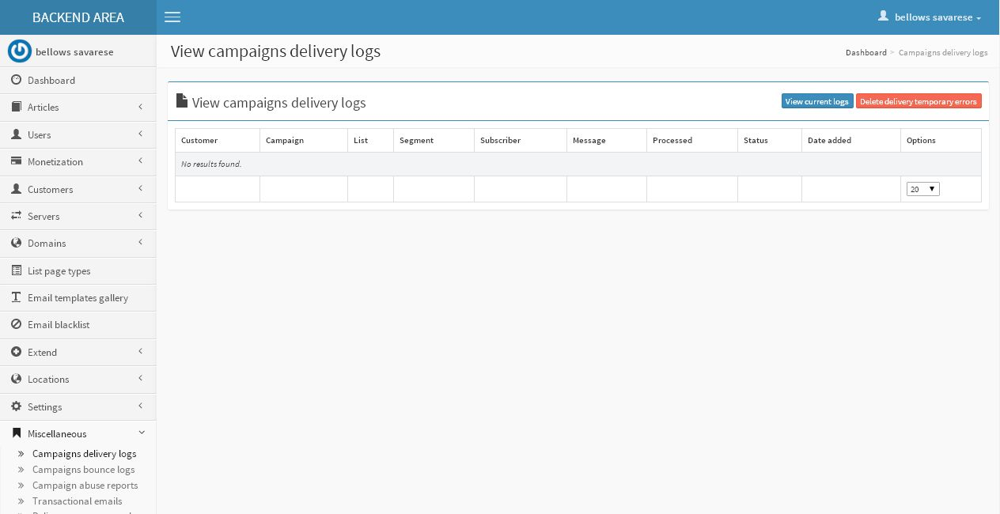 BACKEND AREA
bellows savarese
bellows savarese
View campaigns delivery logs
Dashboard > Campaigns delivery logs
Dashboard
Articles
Users
Monetization
Customers
Servers
Domains
List page types
Email templates gallery
Email blacklist
Extend
Locations
Settings
Miscellaneous
Campaigns delivery logs
Campaigns bounce logs
Campaign abuse reports
Transactional emails
View campaigns delivery logs
View current logs
Delete delivery temporary errors
Customer Campaign List Segment Subscriber Message Processed Status Date added Options
No results found.
20